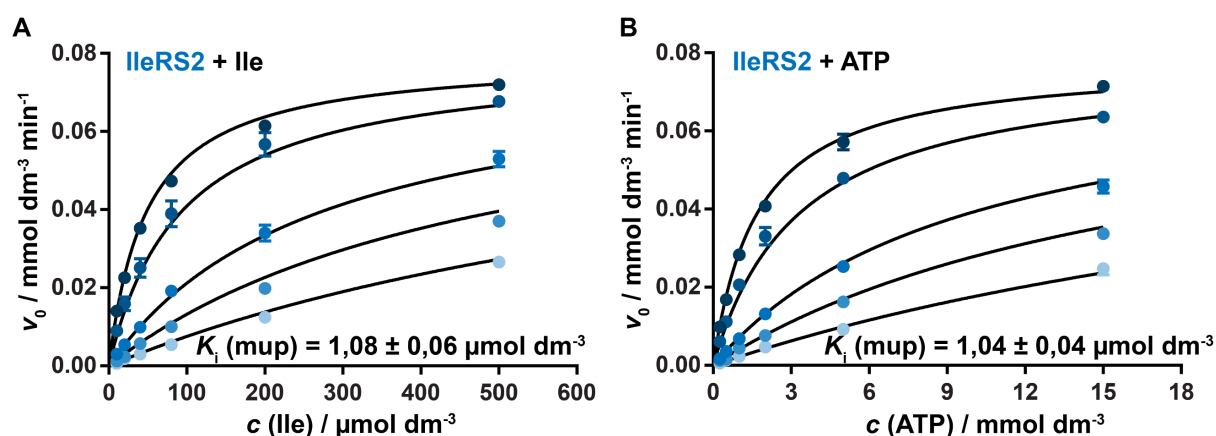 A
IleRS2 + Ile
v₀ / mmol dm⁻³ min⁻¹
0.08
0.06
0.04
0.02
0.00
Kᵢ (mup) = 1,08 ± 0,06 µmol dm⁻³
0 100 200 300 400 500 600
c (Ile) / µmol dm⁻³
B
IleRS2 + ATP
v₀ / mmol dm⁻³ min⁻¹
0.08
0.06
0.04
0.02
0.00
Kᵢ (mup) = 1,04 ± 0,04 µmol dm⁻³
0 3 6 9 12 15 18
c (ATP) / mmol dm⁻³